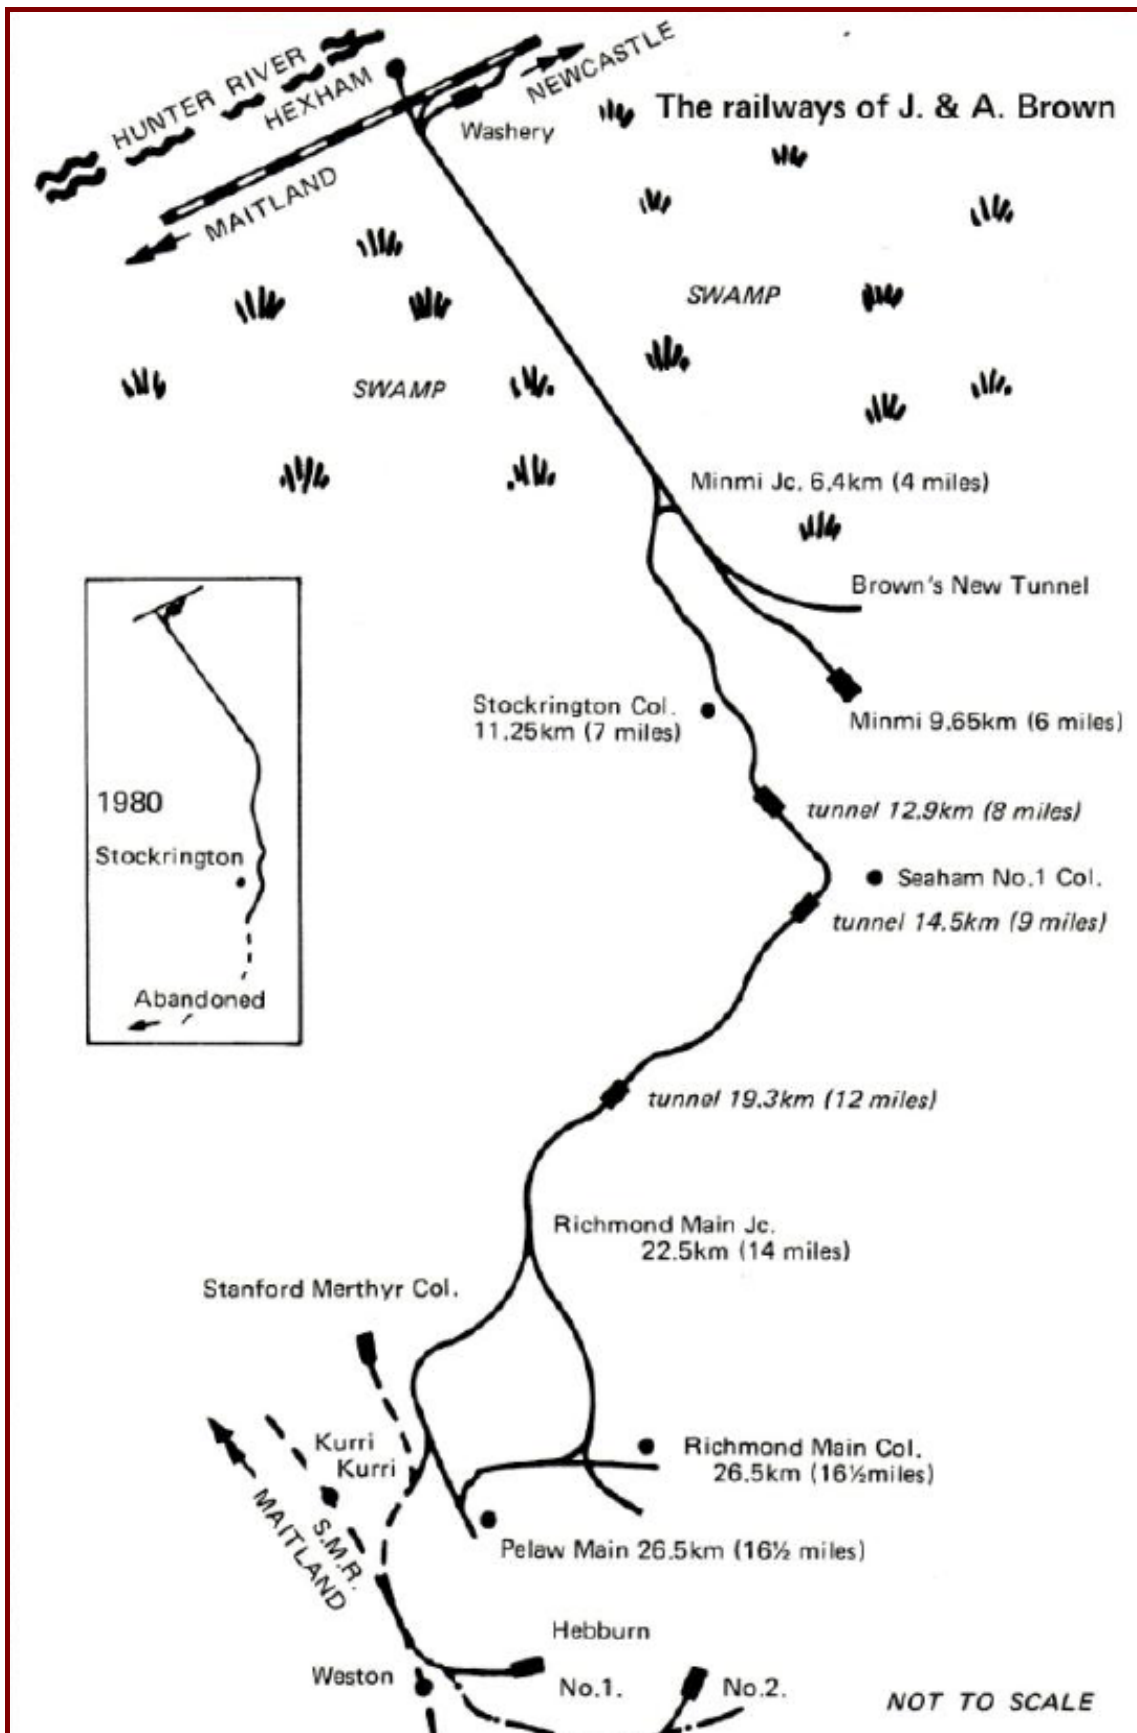 HUNTER RIVER
HEXHAM
NEWCASTLE
Washery
The railways of J. & A. Brown
MAITLAND
SWAMP
SWAMP
Minmi Jc. 6.4km (4 miles)
Brown's New Tunnel
Stockrington Col.
11.25km (7 miles)
Minmi 9.65km (6 miles)
1980
Stockrington
Abandoned
tunnel 12.9km (8 miles)
Seaham No.1 Col.
tunnel 14.5km (9 miles)
tunnel 19.3km (12 miles)
Richmond Main Jc.
22.5km (14 miles)
Stanford Merthyr Col.
Kurri
Kurri
Richmond Main Col.
26.5km (16½miles)
MAITLAND
S.M.R.
Pelaw Main 26.5km (16½ miles)
Hebburn
Weston
No.1.
No.2.
NOT TO SCALE